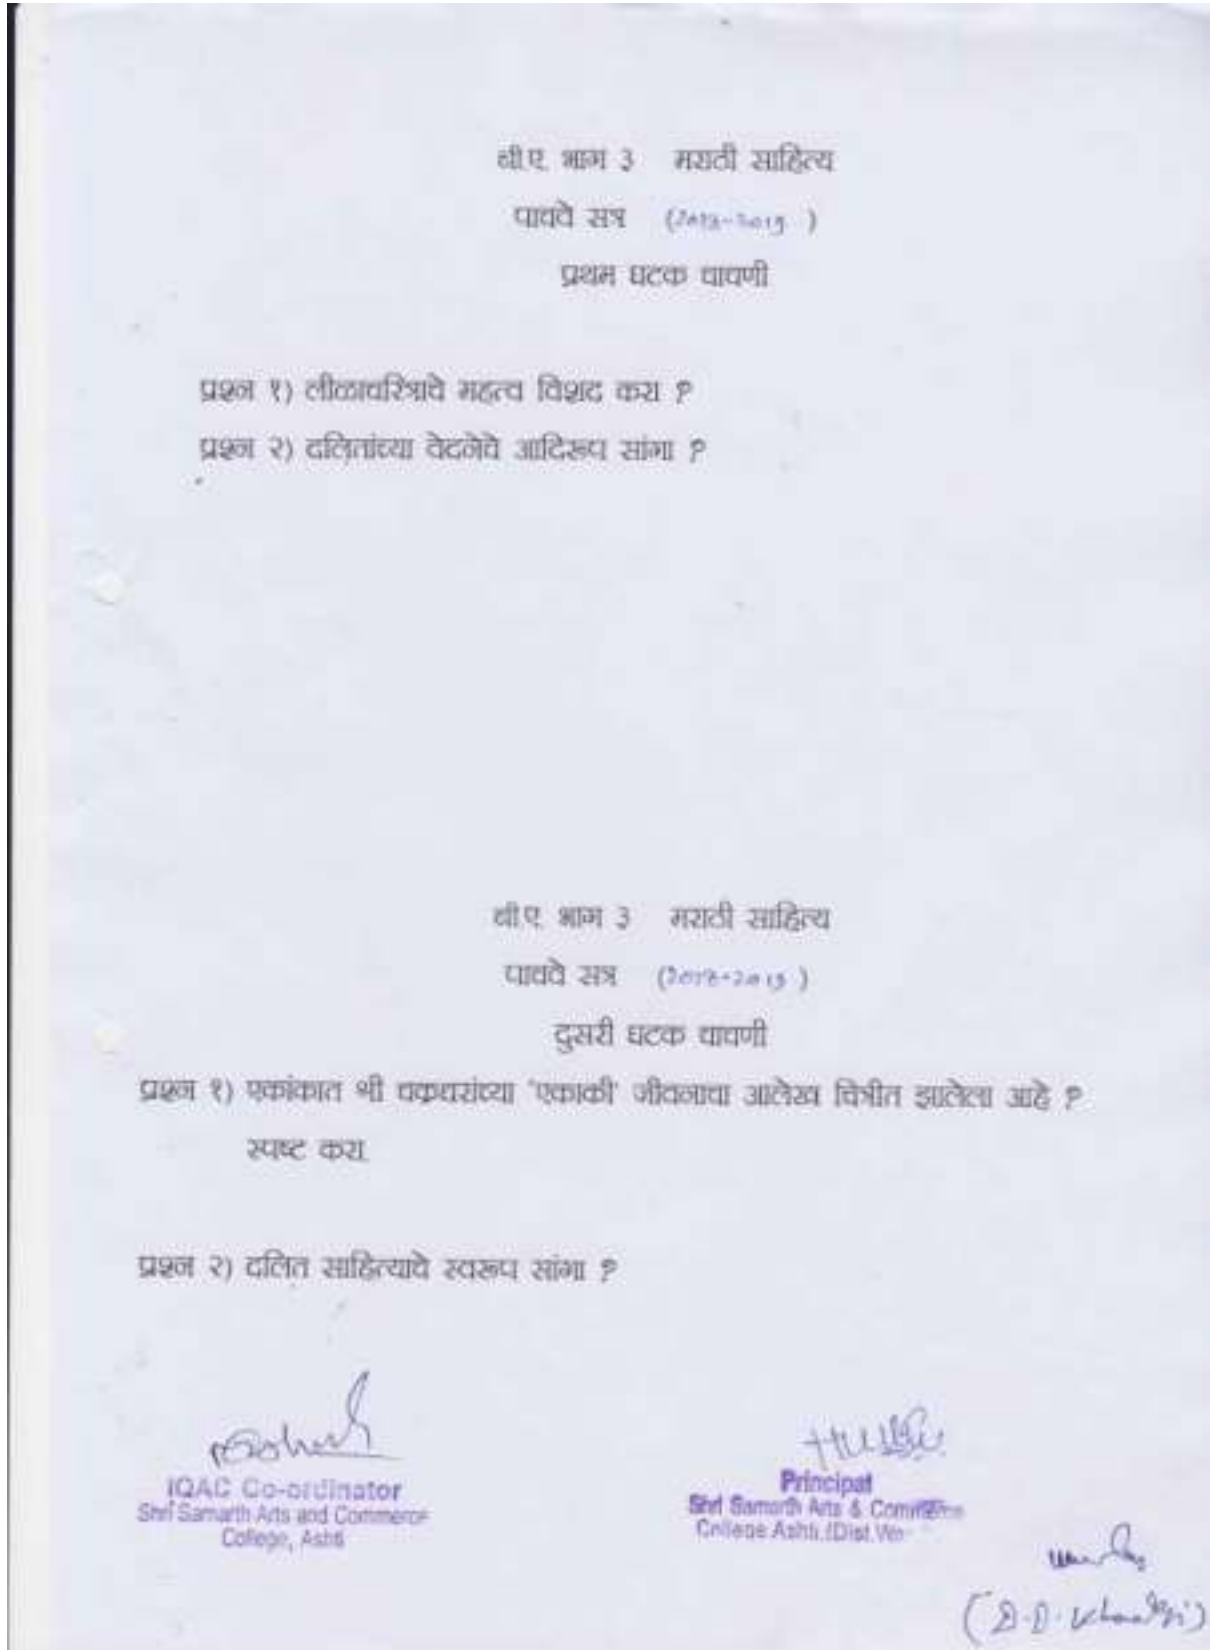 बी.ए. भाग ३ मराठी साहित्य
पाचवे सत्र
प्रथम घटक चाचणी
प्रश्न १) लीळाचरित्राचे महत्व विशद करा ?
प्रश्न २) दलितांच्या वेदनेचे आदिरूप सांगा ?
बी.ए. भाग ३ मराठी साहित्य
पाचवे सत्र
दुसरी घटक चाचणी
प्रश्न १) एकांकात श्री चक्रधरांच्या 'एकाकी' जीवनाचा आलेख चित्रीत झालेला आहे ?
स्पष्ट करा.
प्रश्न २) दलित साहित्याचे स्वरूप सांगा ?
IQAC Co-ordinator
Shri Samarth Arts and Commerce
College, Ashti
Principal
Shri Samarth Arts & Commerce
College Ashti, (Dist.